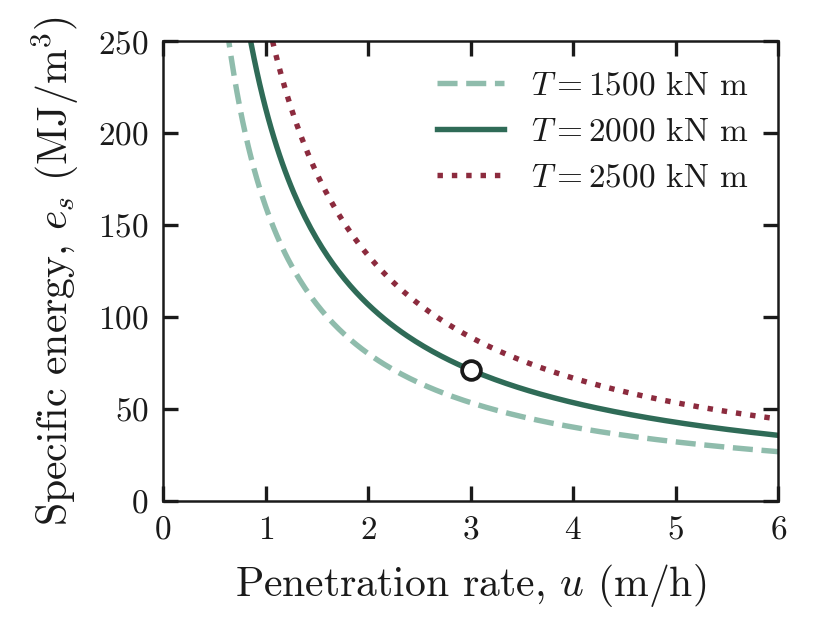 Specific energy, e_s (MJ/m³)
250
200
150
100
50
0
T = 1500 kN m
T = 2000 kN m
T = 2500 kN m
0 1 2 3 4 5 6
Penetration rate, u (m/h)